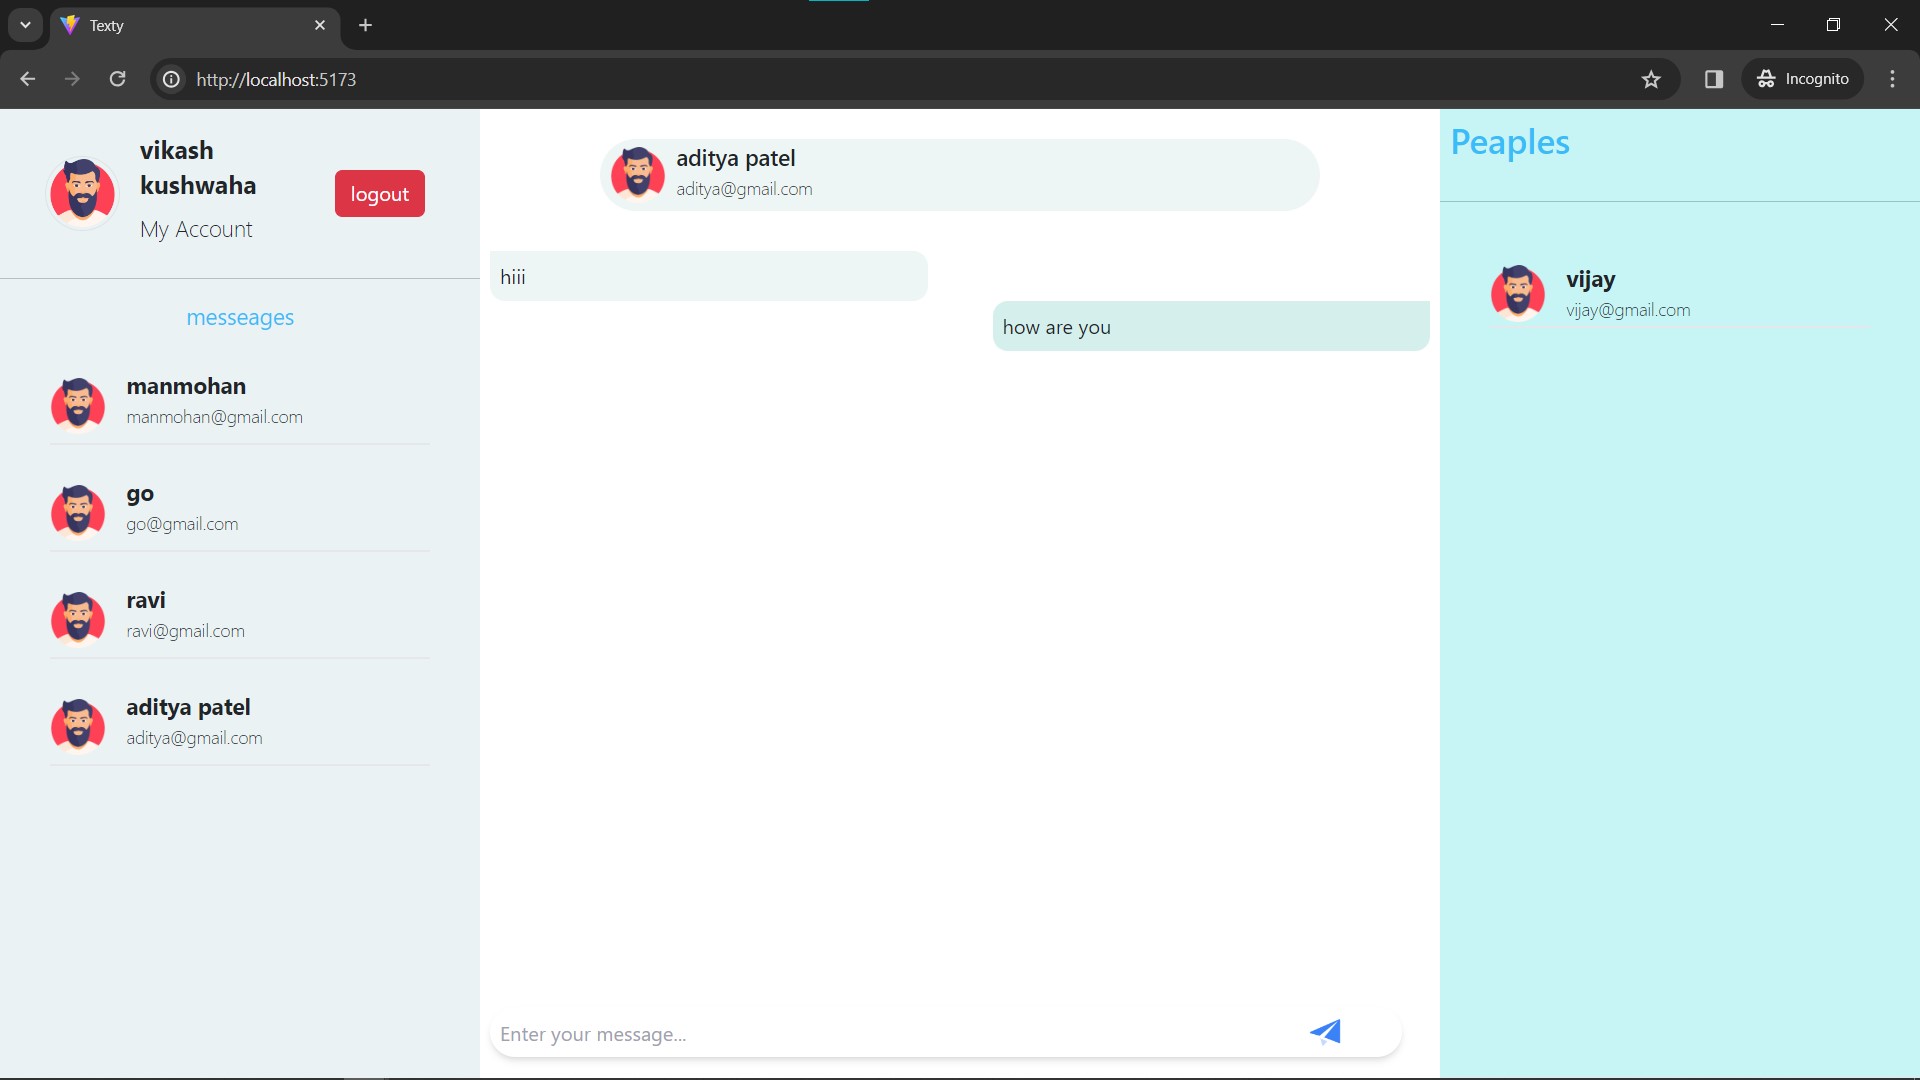 Texty
http://localhost:5173
Incognito
vikash
kushwaha
My Account
logout
messeages
manmohan
manmohan@gmail.com
go
go@gmail.com
ravi
ravi@gmail.com
aditya patel
aditya@gmail.com
aditya patel
aditya@gmail.com
hiii
how are you
Enter your message...
Peaples
vijay
vijay@gmail.com